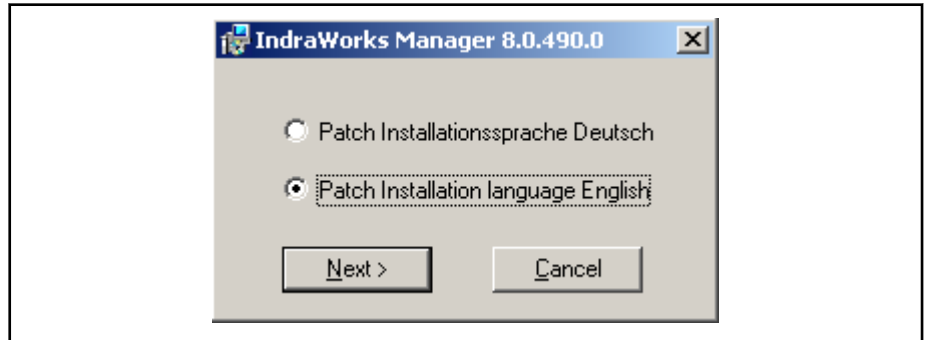 IndraWorks Manager 8.0.490.0
Patch Installationssprache Deutsch
Patch Installation language English
Next >
Cancel